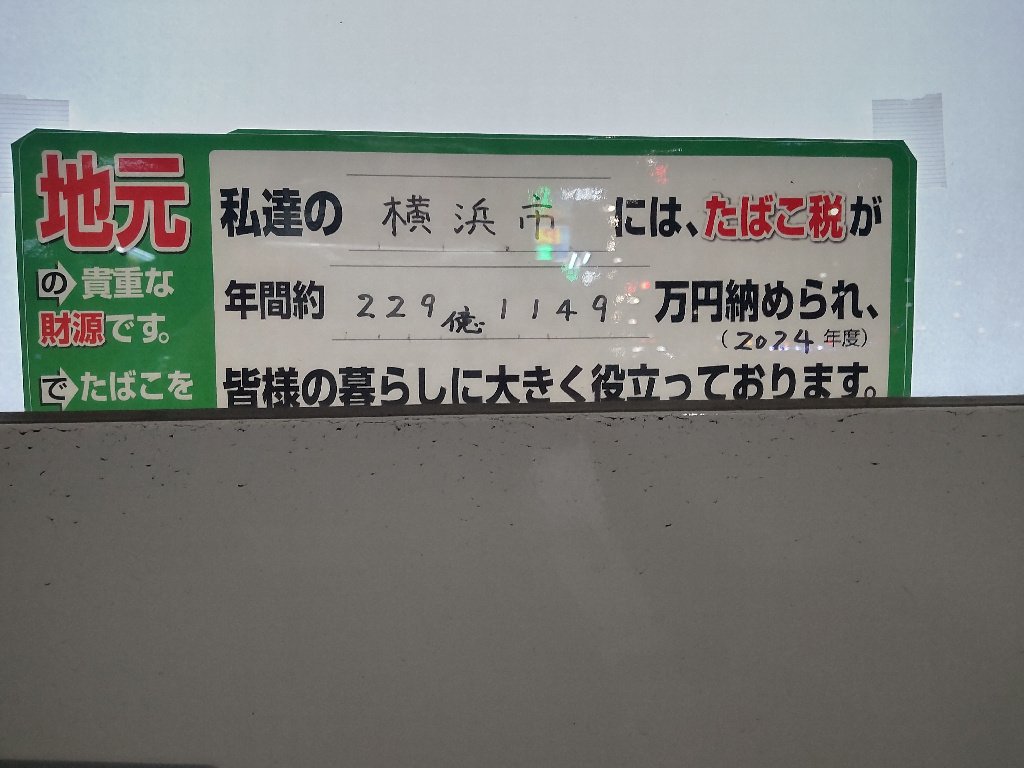 地元
の貴重な
財源です。
でたばこを
私達の 横浜市 には、たばこ税が
年間約 229億1149 万円納められ、
(2024年度)
皆様の暮らしに大きく役立っております。